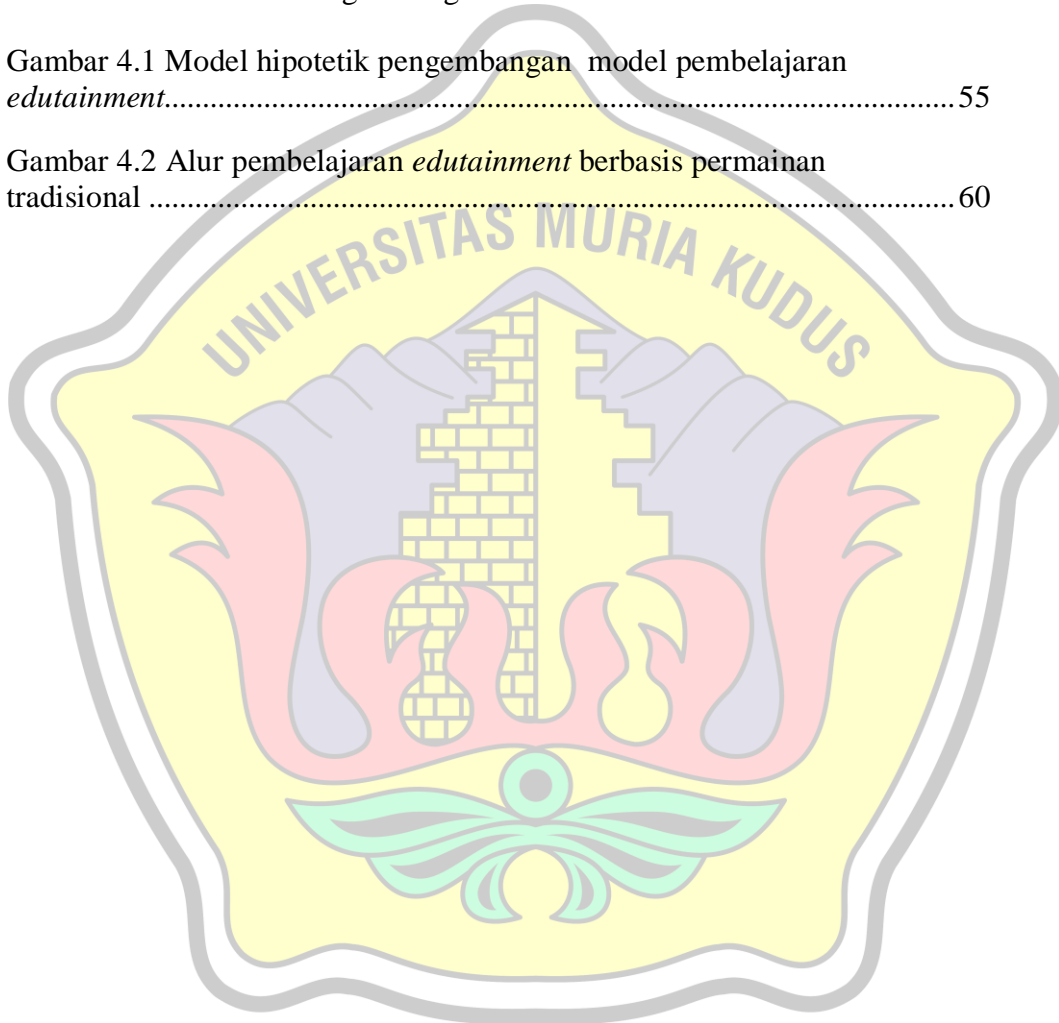 Gambar 4.1 Model hipotetik pengembangan model pembelajaran
edutainment.......................................................................................................... 55
Gambar 4.2 Alur pembelajaran edutainment berbasis permainan
tradisional ............................................................................................................ 60
UNIVERSITAS MURIA KUDUS